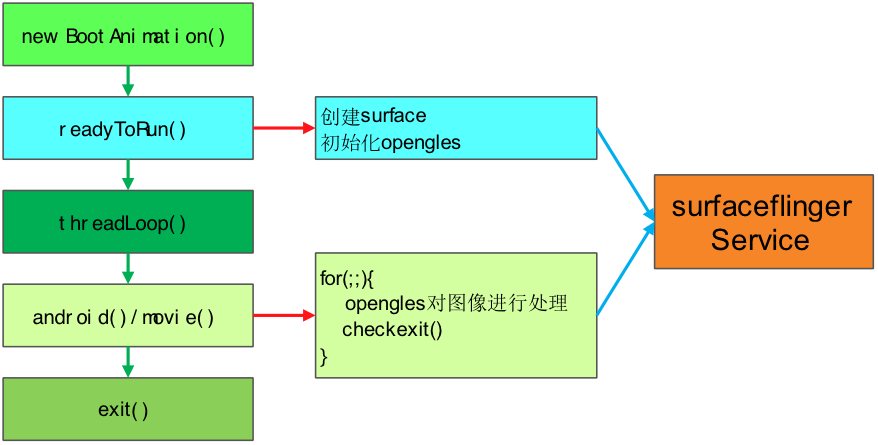 new BootAnimation()
readyToRun()
创建surface
初始化opengles
threadLoop()
surfaceflinger
Service
android()/movie()
for(;;){
opengles对图像进行处理
checkexit()
}
exit()